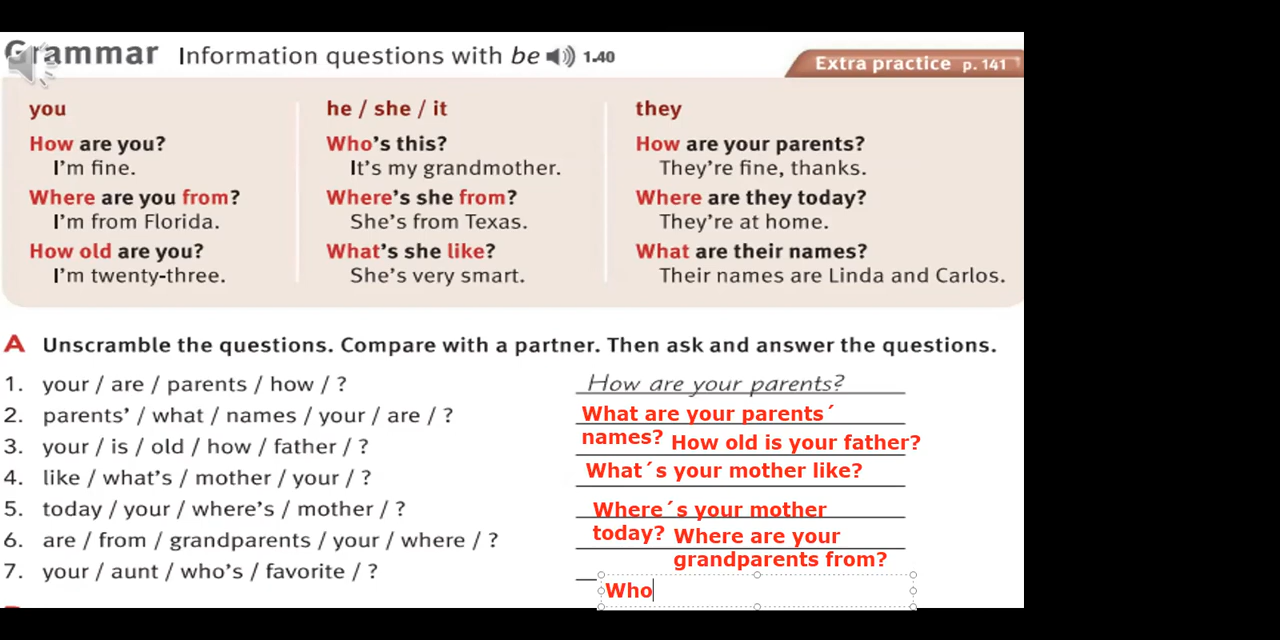 Grammar Information questions with be 1.40
Extra practice p. 141
you
How are you?
I'm fine.
Where are you from?
I'm from Florida.
How old are you?
I'm twenty-three.
he / she / it
Who's this?
It's my grandmother.
Where's she from?
She's from Texas.
What's she like?
She's very smart.
they
How are your parents?
They're fine, thanks.
Where are they today?
They're at home.
What are their names?
Their names are Linda and Carlos.
A Unscramble the questions. Compare with a partner. Then ask and answer the questions.
1. your / are / parents / how / ?
How are your parents?
2. parents' / what / names / your / are / ?
What are your parents´
names?
3. your / is / old / how / father / ?
How old is your father?
4. like / what's / mother / your / ?
What´s your mother like?
5. today / your / where's / mother / ?
Where´s your mother
today?
6. are / from / grandparents / your / where / ?
Where are your
grandparents from?
7. your / aunt / who's / favorite / ?
Who